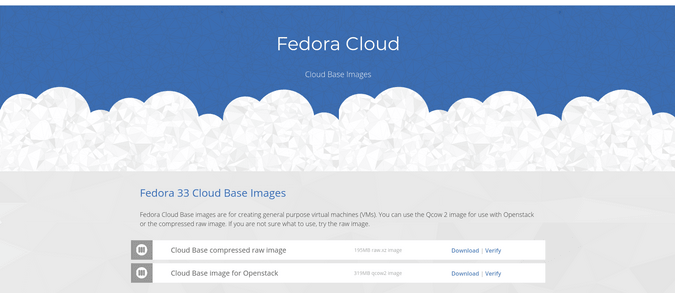 Fedora Cloud
Cloud Base Images
Fedora 33 Cloud Base Images
Fedora Cloud Base images are for creating general purpose virtual machines (VMs). You can use the Qcow 2 image for use with Openstack
or the compressed raw image. If you are not sure what to use, try the raw image.
Cloud Base compressed raw image 195MB raw-xz image Download | Verify
Cloud Base image for Openstack 319MB qcow2 image Download | Verify